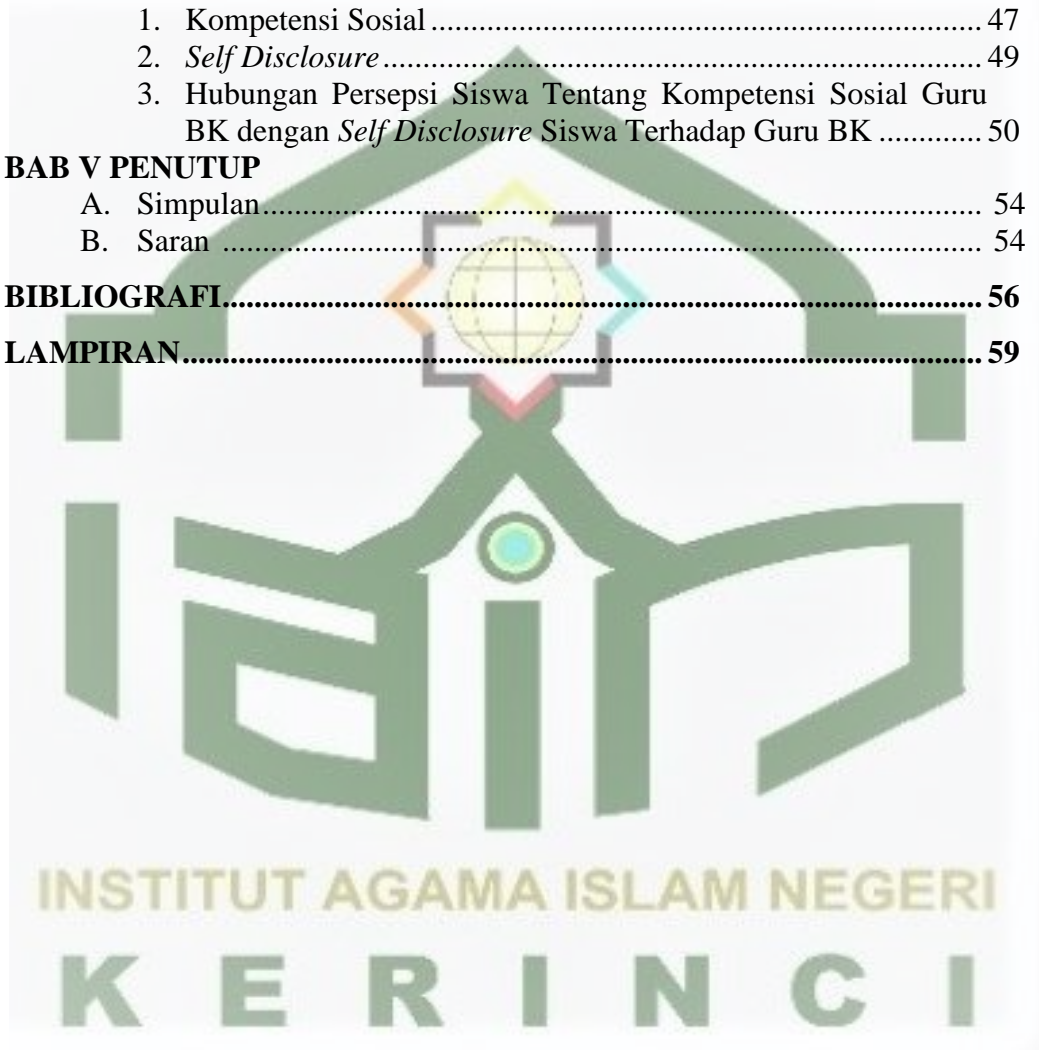 1. Kompetensi Sosial ........................................................................ 47
2. Self Disclosure ............................................................................. 49
3. Hubungan Persepsi Siswa Tentang Kompetensi Sosial Guru
BK dengan Self Disclosure Siswa Terhadap Guru BK ............. 50
BAB V PENUTUP
A. Simpulan ........................................................................................... 54
B. Saran ................................................................................................ 54
BIBLIOGRAFI ................................................................................................ 56
LAMPIRAN ..................................................................................................... 59
iain
INSTITUT AGAMA ISLAM NEGERI
KERINCI